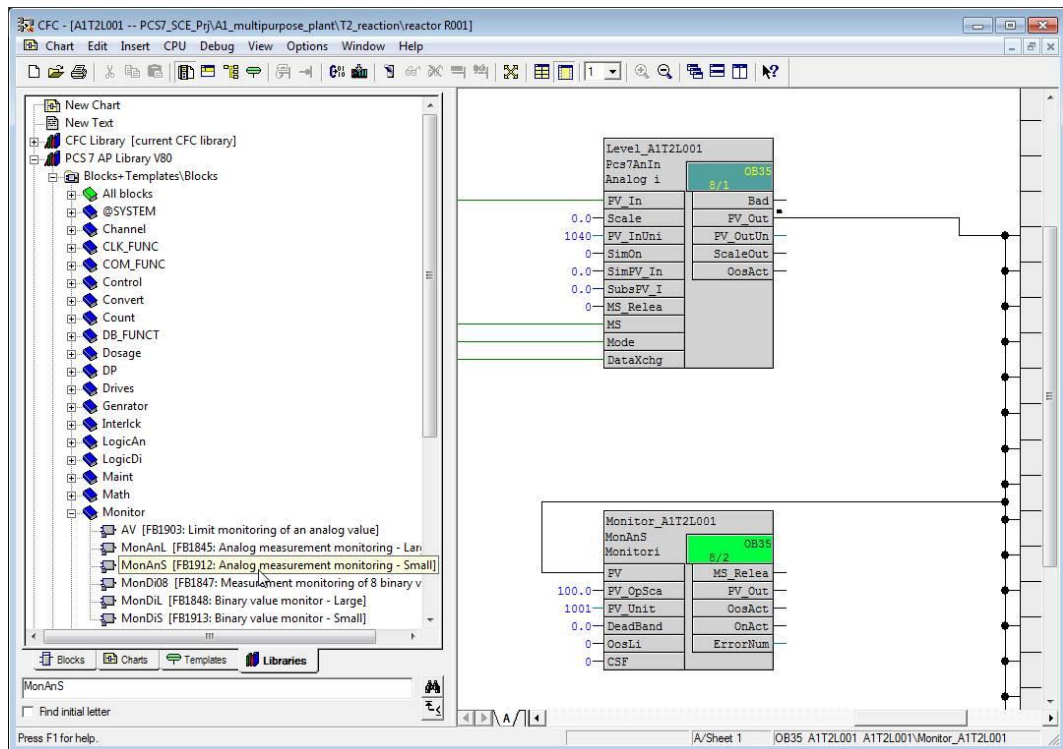 CFC - [A1T2L001 -- PCS7_SCE_Prj\A1_multipurpose_plant\T2_reaction\reactor R001]
Chart Edit Insert CPU Debug View Options Window Help
1
New Chart
New Text
CFC Library [current CFC library]
PCS 7 AP Library V80
Blocks+Templates\Blocks
All blocks
@SYSTEM
Channel
CLK_FUNC
COM_FUNC
Control
Convert
Count
DB_FUNCT
Dosage
DP
Drives
Genrator
Interlck
LogicAn
LogicDi
Maint
Math
Monitor
AV [FB1903: Limit monitoring of an analog value]
MonAnL [FB1845: Analog measurement monitoring - Lar
MonAnS [FB1912: Analog measurement monitoring - Small]
MonDi08 [FB1847: Measurement monitoring of 8 binary v
MonDiL [FB1848: Binary value monitor - Large]
MonDiS [FB1913: Binary value monitor - Small]
Blocks Charts Templates Libraries
MonAnS
Find initial letter
Level_A1T2L001
Pcs7AnIn
Analog i
OB35
8/1
PV_In Bad
0.0 Scale PV_Out
1040 PV_InUni PV_OutUn
0 SimOn ScaleOut
0.0 SimPV_In OosAct
0.0 SubsPV_I
0 MS_Relea
MS
Mode
DataXchg
Monitor_A1T2L001
MonAnS
Monitori
OB35
8/2
PV MS_Relea
100.0 PV_OpSca PV_Out
1001 PV_Unit OosAct
0.0 DeadBand OnAct
0 OosLi ErrorNum
0 CSF
A/
Press F1 for help.
A/Sheet 1
OB35 A1T2L001 A1T2L001\Monitor_A1T2L001